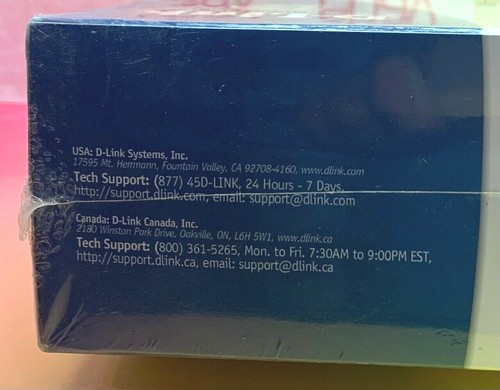 USA: D-Link Systems, Inc.
17595 Mt. Herrmann, Fountain Valley, CA 92708-4160, www.dlink.com
Tech Support: (877) 45D-LINK, 24 Hours - 7 Days,
http://support.dlink.com, email: support@dlink.com
Canada: D-Link Canada, Inc.
2180 Winston Park Drive, Oakville, ON, L6H 5W1, www.dlink.ca
Tech Support: (800) 361-5265, Mon. to Fri. 7:30AM to 9:00PM EST,
http://support.dlink.ca, email: support@dlink.ca